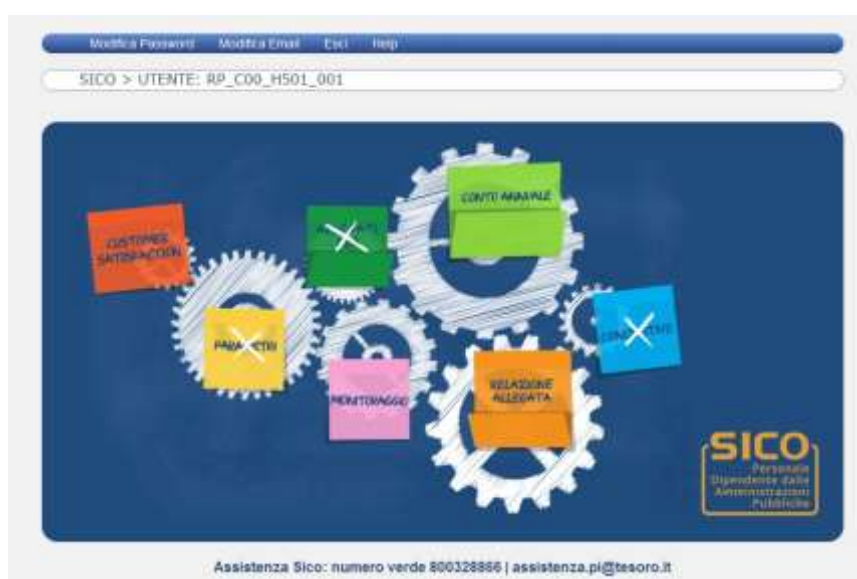 Modifica Password Modifica Email Esci Help
SICO > UTENTE: RP_C00_H501_001
CONTO ANNUALE
CUSTOMER
SATISFACTION
MONITORAGGIO
RELAZIONE
ALLEGATA
SICO
Personale
Dipendente dalle
Amministrazioni
Pubbliche
Assistenza Sico: numero verde 800328866 | assistenza.pi@tesoro.it